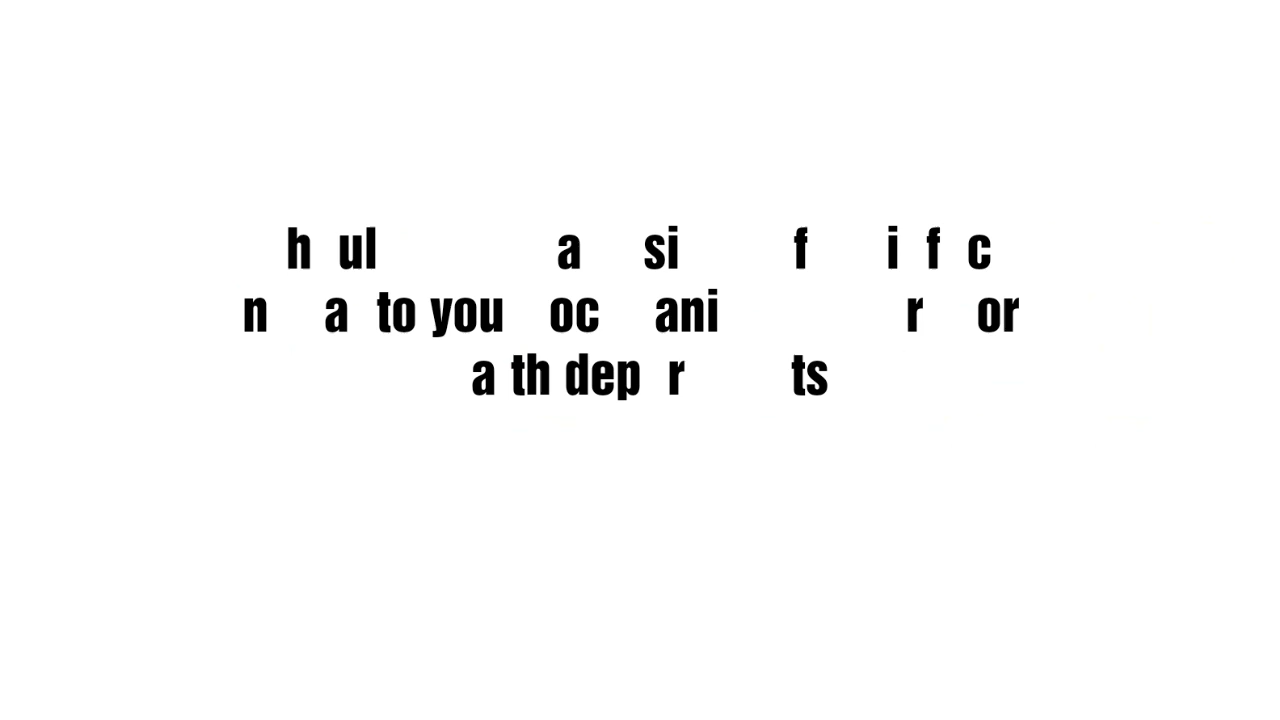 h ul a si f i f c
n a to you oc ani r or
a th dep r ts